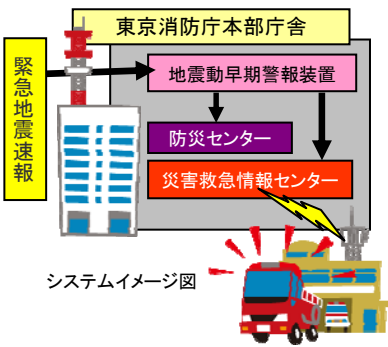 東京消防庁本部庁舎
緊急地震速報
地震動早期警報装置
防災センター
災害救急情報センター
システムイメージ図